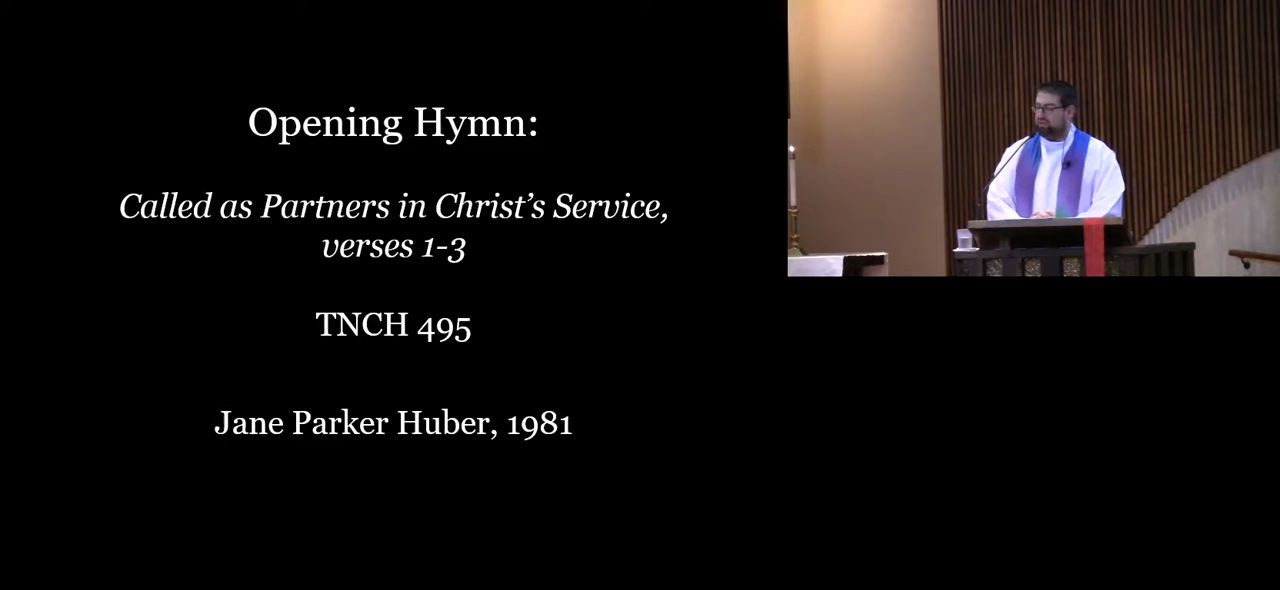 Opening Hymn:
Called as Partners in Christ’s Service,
verses 1-3
TNCH 495
Jane Parker Huber, 1981